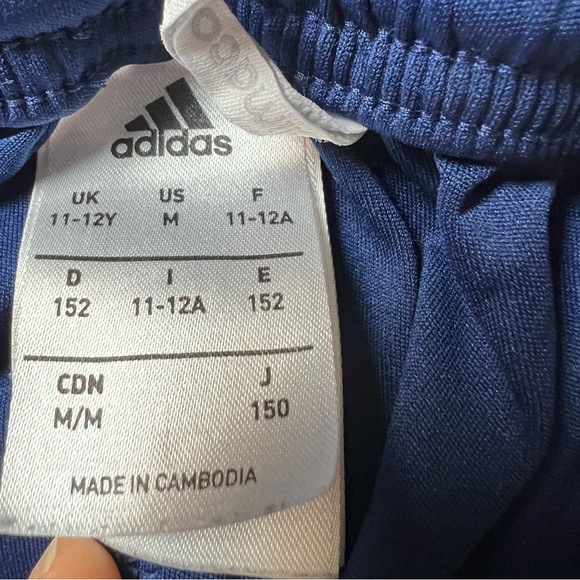 adidas
UK US F
11-12Y M 11-12A
D I E
152 11-12A 152
CDN J
M/M 150
MADE IN CAMBODIA